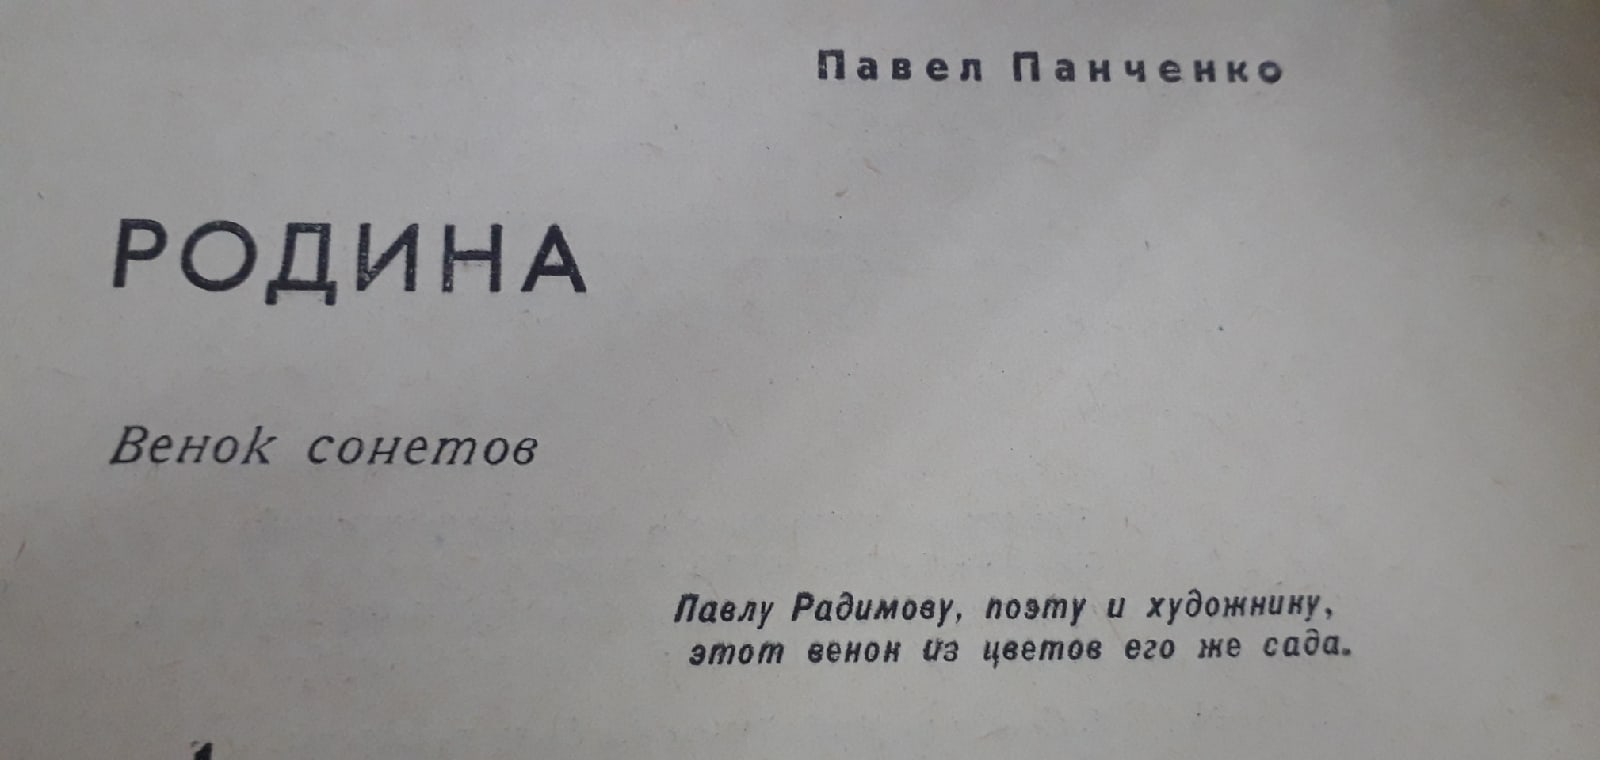 Павел Панченко
РОДИНА
Венок сонетов
Павлу Радимову, поэту и художнику,
этот венок из цветов его же сада.